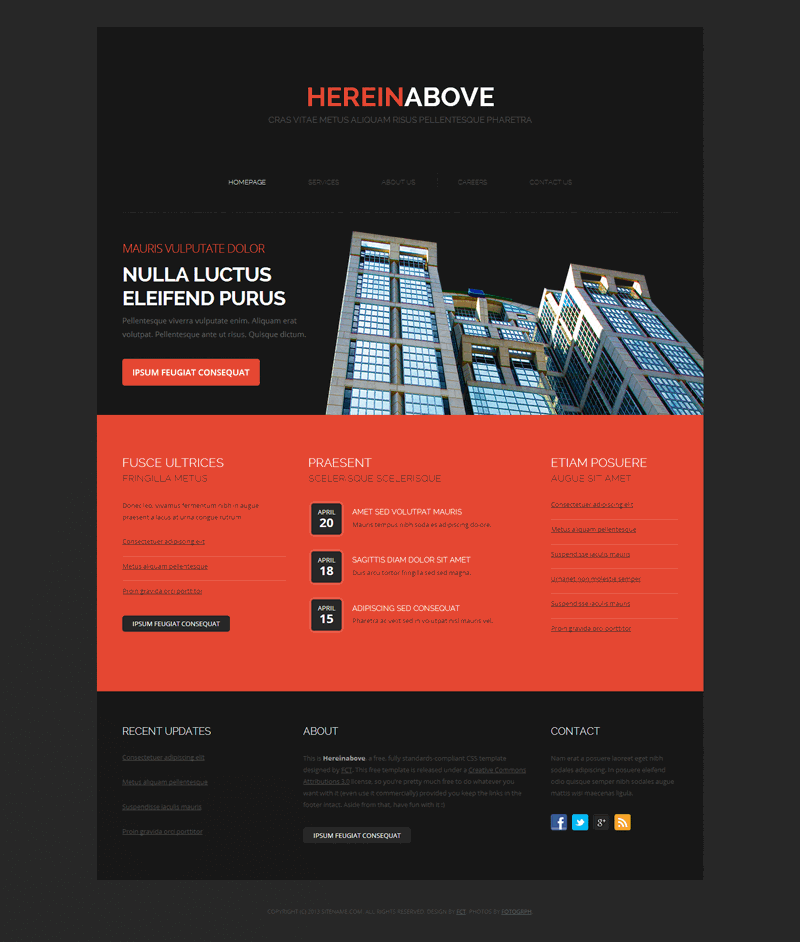 HEREINABOVE
CRAS VITAE METUS ALIQUAM RISUS PELLENTESQUE PHARETRA
HOMEPAGE SERVICES ABOUT US CAREERS CONTACT US
MAURIS VULPUTATE DOLOR
NULLA LUCTUS
ELEIFEND PURUS
Pellentesque viverra vulputate enim. Aliquam erat
volutpat. Pellentesque ante ut risus. Quisque dictum.
IPSUM FEUGIAT CONSEQUAT
FUSCE ULTRICES
FRINGILLA METUS
Donec leo, vivamus fermentum nibh in augue
praesent a lacus at urna congue rutrum
Consectetuer adipiscing elit
Metus aliquam pellentesque
Proin gravida orci porttitor
IPSUM FEUGIAT CONSEQUAT
PRAESENT
SCELERISQUE SCELERISQUE
APRIL
20
AMET SED VOLUTPAT MAURIS
Mauris tempus nibh sodales adipiscing dolore.
APRIL
18
SAGITTIS DIAM DOLOR SIT AMET
Duis arcu tortor fringilla sed sed magna.
APRIL
15
ADIPISCING SED CONSEQUAT
Pharetra ac velit sed in volutpat nisl mauris vel.
ETIAM POSUERE
AUGUE SIT AMET
Consectetuer adipiscing elit
Metus aliquam pellentesque
Suspendisse iaculis mauris
Urnanet non molestie semper
Suspendisse iaculis mauris
Proin gravida orci porttitor
RECENT UPDATES
Consectetuer adipiscing elit
Metus aliquam pellentesque
Suspendisse iaculis mauris
Proin gravida orci porttitor
ABOUT
This is Hereinabove, a free, fully standards compliant CSS template
designed by FCT. This free template is released under a Creative Commons
Attributions 3.0 license, so you're pretty much free to do whatever you
want with it (even use it commercially) provided you keep the links in the
footer intact. Aside from that, have fun with it :)
IPSUM FEUGIAT CONSEQUAT
CONTACT
Nam erat a posuere laoreet eget nibh
sodales adipiscing. In posuere eleifend
odio quisque semper nibh sodales augue
mattis wisi maecenas ligula.
COPYRIGHT (C) 2013 SITENAME.COM. ALL RIGHTS RESERVED. DESIGN BY FCT. PHOTOS BY FOTOGRPH.